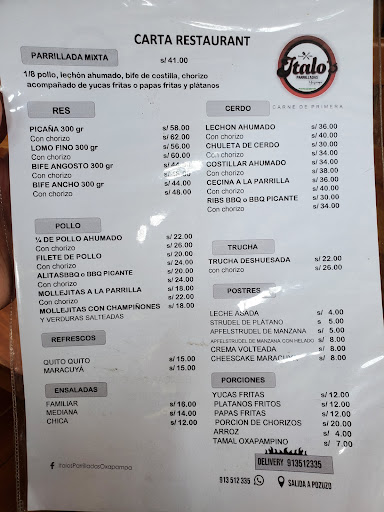 CARTA RESTAURANT
Italo's
PARRILLADAS
CARNE DE PRIMERA
PARRILLADA MIXTA s/ 41.00
1/8 pollo, lechón ahumado, bife de costilla, chorizo
acompañado de yucas fritas o papas fritas y plátanos
RES
PICAÑA 300 gr s/ 58.00
Con chorizo s/ 62.00
LOMO FINO 300 gr s/ 56.00
Con chorizo s/ 60.00
BIFE ANGOSTO 300 gr s/ 44.
Con chorizo s/
BIFE ANCHO 300 gr s/ 44.00
Con chorizo s/ 48.00
CERDO
LECHON AHUMADO s/ 36.00
Con chorizo s/ 40.00
CHULETA DE CERDO s/ 30.00
Con chorizo s/ 34.00
COSTILLAR AHUMADO s/ 34.00
Con chorizo s/ 38.00
CECINA A LA PARRILLA s/ 36.00
Con chorizo s/ 40.00
RIBS BBQ o BBQ PICANTE s/ 30.00
Con chorizo s/ 34.00
POLLO
¼ DE POLLO AHUMADO s/ 22.00
Con chorizo s/ 26.00
FILETE DE POLLO s/ 20.00
Con chorizo s/ 24.00
ALITASBBQ o BBQ PICANTE s/ 20.00
Con chorizo s/ 24.00
MOLLEJITAS A LA PARRILLA s/ 18.00
Con chorizo s/ 22.00
MOLLEJITAS CON CHAMPIÑONES s/ 18.00
Y VERDURAS SALTEADAS
TRUCHA
TRUCHA DESHUESADA s/ 22.00
con chorizo s/ 26.00
POSTRES
LECHE ASADA s/ 4.00
STRUDEL DE PLÁTANO s/ 5.00
APFELSTRUDEL DE MANZANA s/ 5.00
APFELSTRUDEL DE MANZANA CON HELADO s/ 8.00
CREMA VOLTEADA s/ 8.00
CHEESCAKE MARACUYÁ s/ 8.00
REFRESCOS
QUITO QUITO s/ 15.00
MARACUYÁ s/ 15.00
ENSALADAS
FAMILIAR s/ 16.00
MEDIANA s/ 14.00
CHICA s/ 12.00
PORCIONES
YUCAS FRITAS s/ 12.00
PLATANOS FRITOS s/ 12.00
PAPAS FRITAS s/ 12.00
PORCION DE CHORIZOS s/ 20.00
ARROZ s/ 4.00
TAMAL OXAPAMPINO s/ 7.00
DELIVERY 913512335
ItalosParrilladasOxapampa
913 512 335
SALIDA A POZUZO